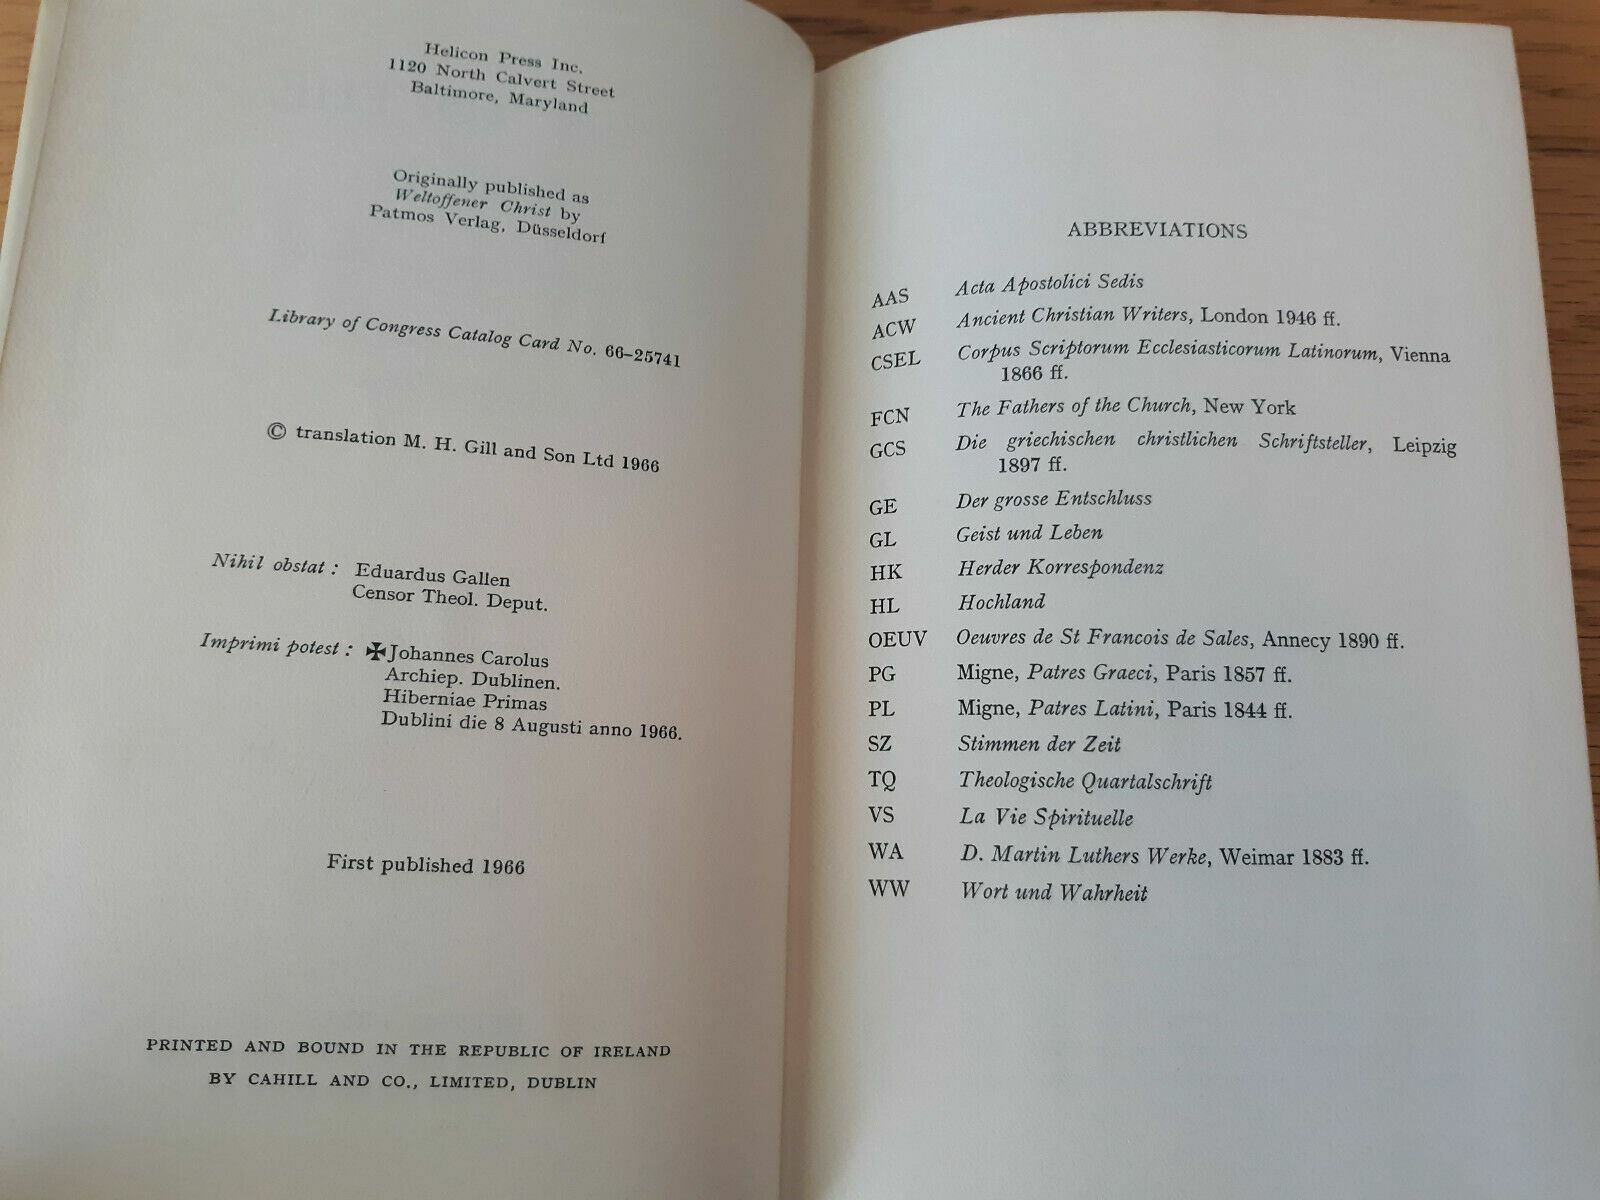 Helicon Press Inc.
1120 North Calvert Street
Baltimore, Maryland
Originally published as
Weltoffener Christ by
Patmos Verlag, Düsseldorf
Library of Congress Catalog Card No. 66-25741
© translation M. H. Gill and Son Ltd 1966
Nihil obstat: Eduardus Gallen
Censor Theol. Deput.
Imprimi potest: ✠Johannes Carolus
Archiep. Dublinen.
Hiberniae Primas
Dublini die 8 Augusti anno 1966.
First published 1966
PRINTED AND BOUND IN THE REPUBLIC OF IRELAND
BY CAHILL AND CO., LIMITED, DUBLIN
ABBREVIATIONS
AAS Acta Apostolici Sedis
ACW Ancient Christian Writers, London 1946 ff.
CSEL Corpus Scriptorum Ecclesiasticorum Latinorum, Vienna
1866 ff.
FCN The Fathers of the Church, New York
GCS Die griechischen christlichen Schriftsteller, Leipzig
1897 ff.
GE Der grosse Entschluss
GL Geist und Leben
HK Herder Korrespondenz
HL Hochland
OEUV Oeuvres de St Francois de Sales, Annecy 1890 ff.
PG Migne, Patres Graeci, Paris 1857 ff.
PL Migne, Patres Latini, Paris 1844 ff.
SZ Stimmen der Zeit
TQ Theologische Quartalschrift
VS La Vie Spirituelle
WA D. Martin Luthers Werke, Weimar 1883 ff.
WW Wort und Wahrheit